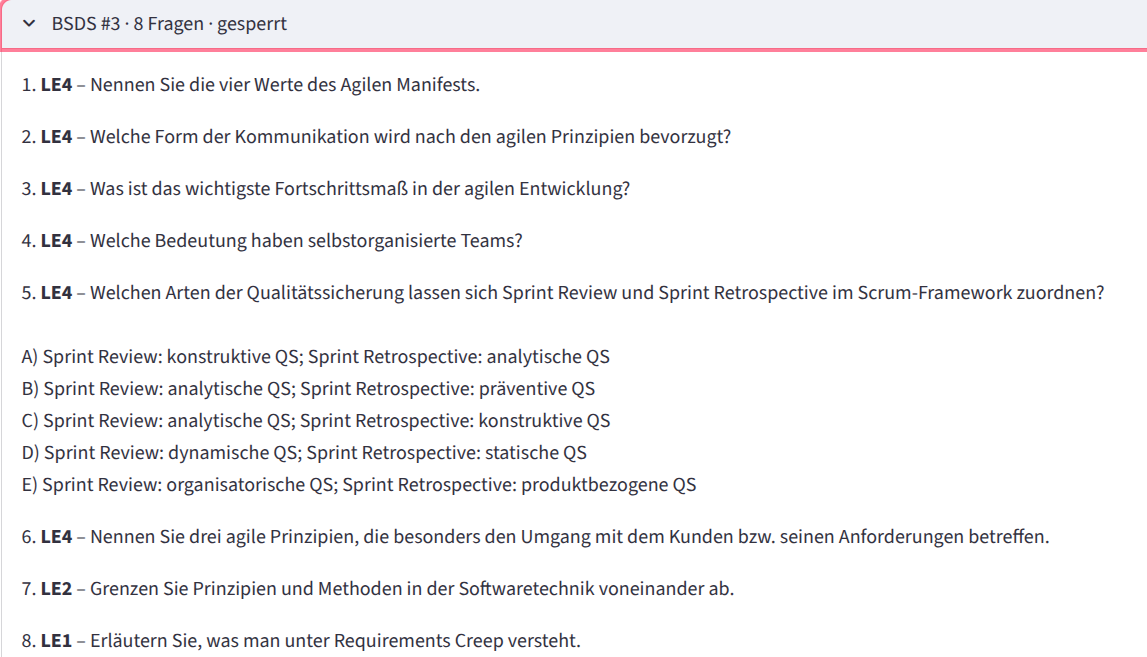 BSDS #3 · 8 Fragen · gesperrt
1. LE4 – Nennen Sie die vier Werte des Agilen Manifests.
2. LE4 – Welche Form der Kommunikation wird nach den agilen Prinzipien bevorzugt?
3. LE4 – Was ist das wichtigste Fortschrittsmaß in der agilen Entwicklung?
4. LE4 – Welche Bedeutung haben selbstorganisierte Teams?
5. LE4 – Welchen Arten der Qualitätssicherung lassen sich Sprint Review und Sprint Retrospective im Scrum-Framework zuordnen?
A) Sprint Review: konstruktive QS; Sprint Retrospective: analytische QS
B) Sprint Review: analytische QS; Sprint Retrospective: präventive QS
C) Sprint Review: analytische QS; Sprint Retrospective: konstruktive QS
D) Sprint Review: dynamische QS; Sprint Retrospective: statische QS
E) Sprint Review: organisatorische QS; Sprint Retrospective: produktbezogene QS
6. LE4 – Nennen Sie drei agile Prinzipien, die besonders den Umgang mit dem Kunden bzw. seinen Anforderungen betreffen.
7. LE2 – Grenzen Sie Prinzipien und Methoden in der Softwaretechnik voneinander ab.
8. LE1 – Erläutern Sie, was man unter Requirements Creep versteht.